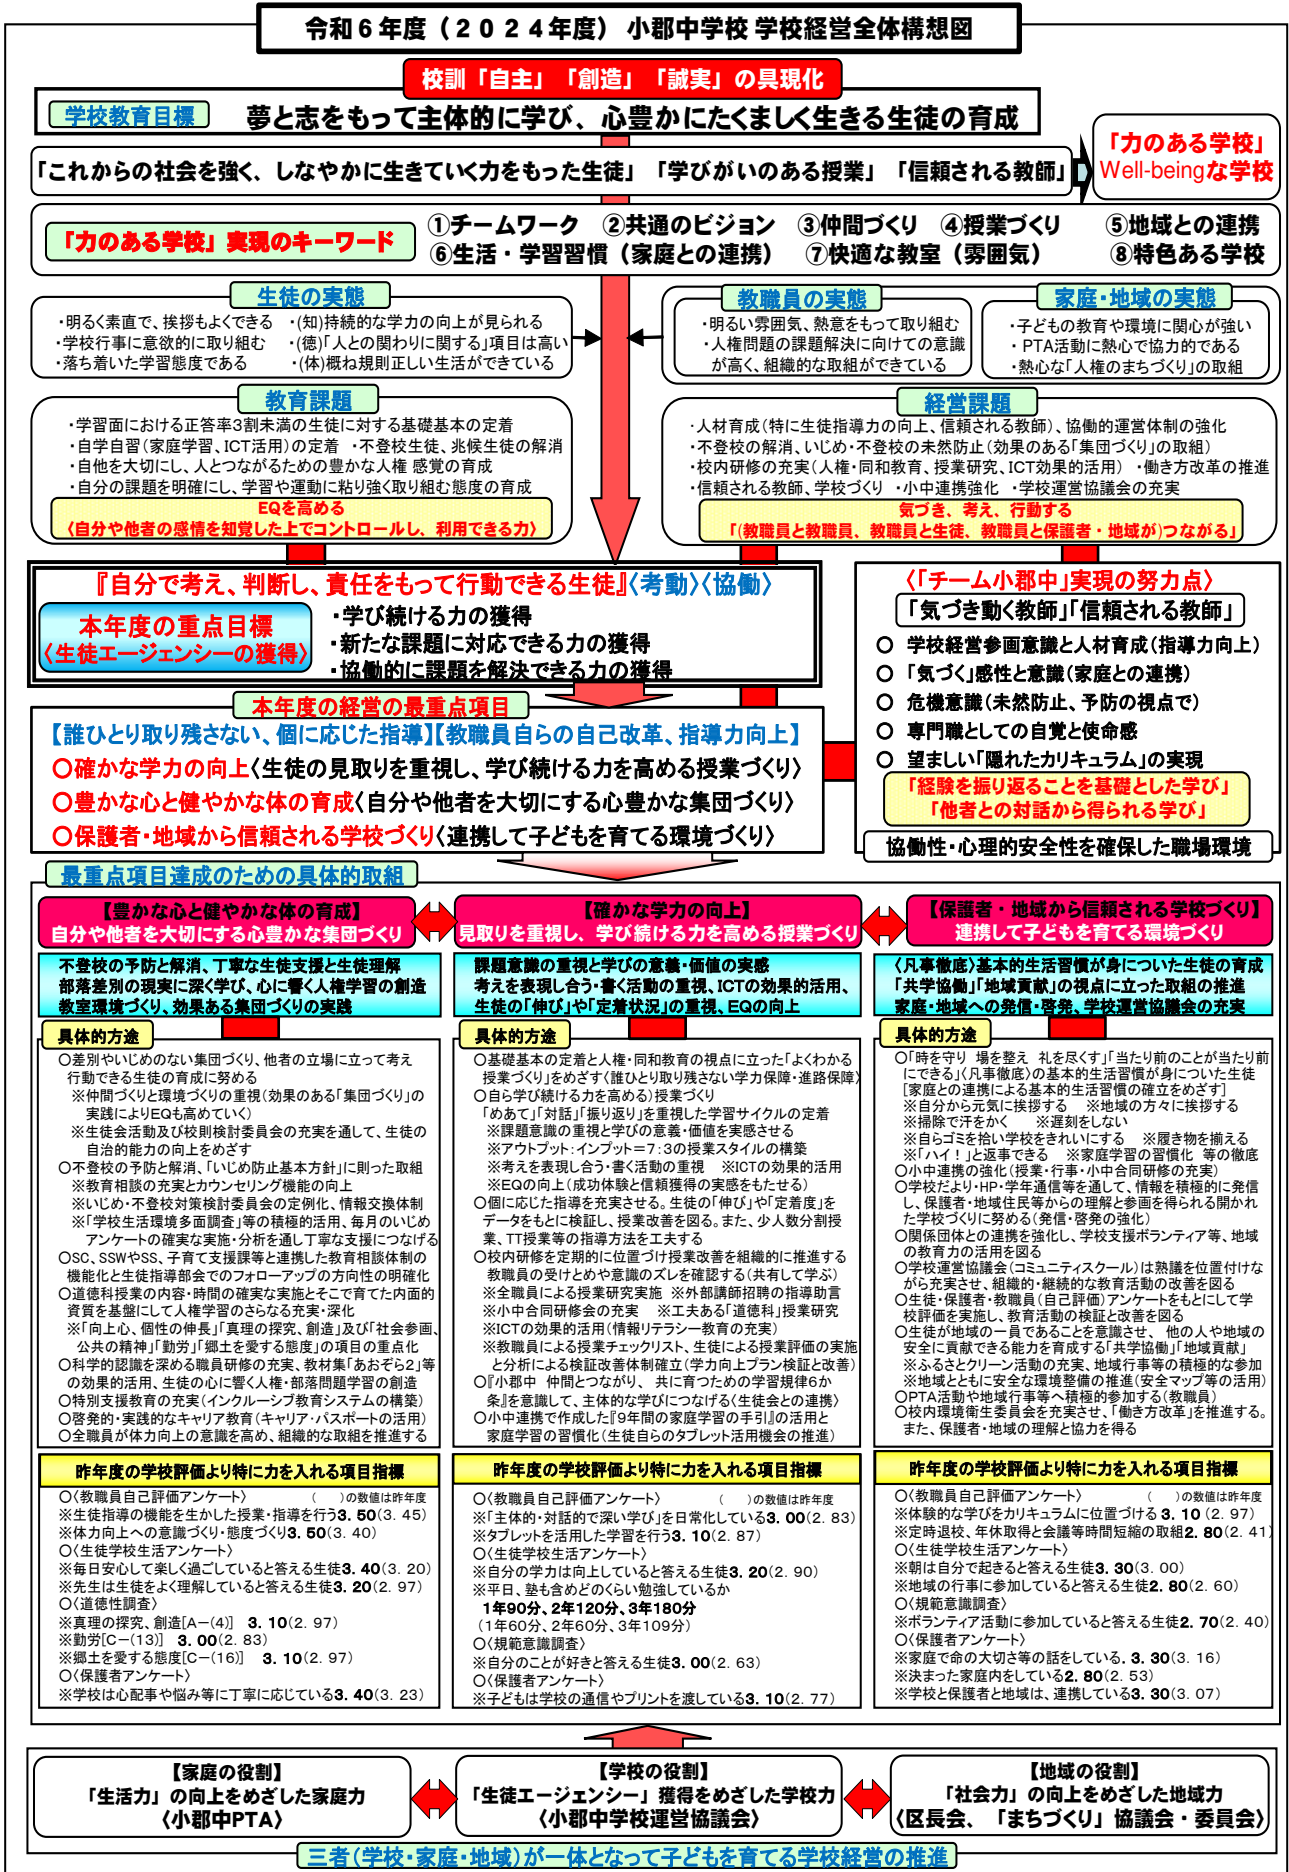 令和６年度（２０２４年度） 小郡中学校 学校経営全体構想図
校訓「自主」「創造」「誠実」の具現化
学校教育目標　夢と志をもって主体的に学び、心豊かにたくましく生きる生徒の育成
「これからの社会を強く、しなやかに生きていく力をもった生徒」「学びがいのある授業」「信頼される教師」
「力のある学校」
Well-beingな学校
「力のある学校」実現のキーワード
①チームワーク　②共通のビジョン　③仲間づくり　④授業づくり　⑤地域との連携
⑥生活・学習習慣（家庭との連携）　⑦快適な教室（雰囲気）　⑧特色ある学校
生徒の実態
・明るく素直で、挨拶もよくできる　・(知)持続的な学力の向上が見られる
・学校行事に意欲的に取り組む　・(徳)「人との関わりに関する」項目は高い
・落ち着いた学習態度である　・(体)概ね規則正しい生活ができている
教職員の実態
・明るい雰囲気、熱意をもって取り組む
・人権問題の課題解決に向けての意識
が高く、組織的な取組ができている
家庭・地域の実態
・子どもの教育や環境に関心が強い
・PTA活動に熱心で協力的である
・熱心な「人権のまちづくり」の取組
教育課題
・学習面における正答率3割未満の生徒に対する基礎基本の定着
・自学自習（家庭学習、ICT活用）の定着　・不登校生徒、兆候生徒の解消
・自他を大切にし、人とつながるための豊かな人権 感覚の育成
・自分の課題を明確にし、学習や運動に粘り強く取り組む態度の育成
EQを高める
〈自分や他者の感情を知覚した上でコントロールし、利用できる力〉
経営課題
・人材育成（特に生徒指導力の向上、信頼される教師）、協働的運営体制の強化
・不登校の解消、いじめ・不登校の未然防止（効果のある「集団づくり」の取組）
・校内研修の充実（人権・同和教育、授業研究、ICT効果的活用）　・働き方改革の推進
・信頼される教師、学校づくり　・小中連携強化　・学校運営協議会の充実
気づき、考え、行動する
「（教職員と教職員、教職員と生徒、教職員と保護者・地域が）つながる」
『自分で考え、判断し、責任をもって行動できる生徒』〈考動〉〈協働〉
本年度の重点目標
〈生徒エージェンシーの獲得〉
・学び続ける力の獲得
・新たな課題に対応できる力の獲得
・協働的に課題を解決できる力の獲得
〈「チーム小郡中」実現の努力点〉
「気づき動く教師」「信頼される教師」
○　学校経営参画意識と人材育成（指導力向上）
○　「気づく」感性と意識（家庭との連携）
○　危機意識（未然防止、予防の視点で）
○　専門職としての自覚と使命感
○　望ましい「隠れたカリキュラム」の実現
「経験を振り返ることを基礎とした学び」
「他者との対話から得られる学び」
協働性・心理的安全性を確保した職場環境
本年度の経営の最重点項目
【誰ひとり取り残さない、個に応じた指導】【教職員自らの自己改革、指導力向上】
○確かな学力の向上〈生徒の見取りを重視し、学び続ける力を高める授業づくり〉
○豊かな心と健やかな体の育成〈自分や他者を大切にする心豊かな集団づくり〉
○保護者・地域から信頼される学校づくり〈連携して子どもを育てる環境づくり〉
最重点項目達成のための具体的取組
【豊かな心と健やかな体の育成】
自分や他者を大切にする心豊かな集団づくり
不登校の予防と解消、丁寧な生徒支援と生徒理解
部落差別の現実に深く学び、心に響く人権学習の創造
教室環境づくり、効果ある集団づくりの実践
具体的方途
○差別やいじめのない集団づくり、他者の立場に立って考え
行動できる生徒の育成に努める
※仲間づくりと環境づくりの重視（効果のある「集団づくり」の
実践によりEQも高めていく）
※生徒会活動及び校則検討委員会の充実を通して、生徒の
自治的能力の向上をめざす
○不登校の予防と解消、「いじめ防止基本方針」に則った取組
※教育相談の充実とカウンセリング機能の向上
※いじめ・不登校対策検討委員会の定例化、情報交換体制
※「学校生活環境多面調査」等の積極的活用、毎月のいじめ
アンケートの確実な実施・分析を通し丁寧な支援につなげる
○SC、SSWやSS、子育て支援課等と連携した教育相談体制の
機能化と生徒指導部会でのフォローアップの方向性の明確化
○道徳科授業の内容・時間の確実な実施とそこで育てた内面的
資質を基盤にして人権学習のさらなる充実・深化
※「向上心、個性の伸長」「真理の探究、創造」及び「社会参画、
公共の精神」「勤労」「郷土を愛する態度」の項目の重点化
○科学的認識を深める職員研修の充実、教材集「あおぞら2」等
の効果的活用、生徒の心に響く人権・部落問題学習の創造
○特別支援教育の充実（インクルーシブ教育システムの構築）
○啓発的・実践的なキャリア教育（キャリア・パスポートの活用）
○全職員が体力向上の意識を高め、組織的な取組を推進する
昨年度の学校評価より特に力を入れる項目指標
○〈教職員自己評価アンケート〉　（　）の数値は昨年度
※生徒指導の機能を生かした授業・指導を行う3. 50（3. 45）
※体力向上への意識づくり・態度づくり3. 50（3. 40）
○〈生徒学校生活アンケート〉
※毎日安心して楽しく過ごしていると答える生徒3. 40（3. 20）
※先生は生徒をよく理解していると答える生徒3. 20（2. 97）
○〈道徳性調査〉
※真理の探究、創造[A－(4)]　3. 10（2. 97）
※勤労[C－(13)]　3. 00（2. 83）
※郷土を愛する態度[C－(16)]　3. 10（2. 97）
○〈保護者アンケート〉
※学校は心配事や悩み等に丁寧に応じている3. 40（3. 23）
【確かな学力の向上】
見取りを重視し、学び続ける力を高める授業づくり
課題意識の重視と学びの意義・価値の実感
考えを表現し合う・書く活動の重視、ICTの効果的活用、
生徒の「伸び」や「定着状況」の重視、EQの向上
具体的方途
○基礎基本の定着と人権・同和教育の視点に立った「よくわかる
授業づくり」をめざす〈誰ひとり取り残さない学力保障・進路保障〉
○自ら学び続ける力を高める）授業づくり
「めあて」「対話」「振り返り」を重視した学習サイクルの定着
※課題意識の重視と学びの意義・価値を実感させる
※アウトプット:インプット＝7:3の授業スタイルの構築
※考えを表現し合う・書く活動の重視　※ICTの効果的活用
※EQの向上（成功体験と信頼獲得の実感をもたせる）
○個に応じた指導を充実させる。生徒の「伸び」や「定着度」を
データをもとに検証し、授業改善を図る。また、少人数分割授
業、TT授業等の指導方法を工夫する
○校内研修を定期的に位置づけ授業改善を組織的に推進する
教職員の受けとめや意識のズレを確認する（共有して学ぶ）
※全職員による授業研究実施　※外部講師招聘の指導助言
※小中合同研修会の充実　※工夫ある「道徳科」授業研究
※ICTの効果的活用（情報リテラシー教育の充実）
※教職員による授業チェックリスト、生徒による授業評価の実施
と分析による検証改善体制確立（学力向上プラン検証と改善）
○『小郡中 仲間とつながり、 共に育つための学習規律6か
条』を意識して、主体的な学びにつなげる〈生徒会との連携〉
○小中連携で作成した『9年間の家庭学習の手引』の活用と
家庭学習の習慣化（生徒自らのタブレット活用機会の推進）
昨年度の学校評価より特に力を入れる項目指標
○〈教職員自己評価アンケート〉　（　）の数値は昨年度
※「主体的・対話的で深い学び」を日常化している3. 00（2. 83）
※タブレットを活用した学習を行う3. 10（2. 87）
○〈生徒学校生活アンケート〉
※自分の学力は向上していると答える生徒3. 20（2. 90）
※平日、塾も含めどのくらい勉強しているか
1年90分、2年120分、3年180分
（1年60分、2年60分、3年109分）
○〈規範意識調査〉
※自分のことが好きと答える生徒3. 00（2. 63）
○〈保護者アンケート〉
※子どもは学校の通信やプリントを渡している3. 10（2. 77）
【保護者・地域から信頼される学校づくり】
連携して子どもを育てる環境づくり
〈凡事徹底〉基本的生活習慣が身についた生徒の育成
「共学協働」「地域貢献」の視点に立った取組の推進
家庭・地域への発信・啓発、学校運営協議会の充実
具体的方途
○「時を守り 場を整え 礼を尽くす」「当たり前のことが当たり前
にできる」〈凡事徹底〉の基本的生活習慣が身についた生徒
[家庭との連携による基本的生活習慣の確立をめざす]
※自分から元気に挨拶する　※地域の方々に挨拶する
※掃除で汗をかく　※遅刻をしない
※自らゴミを拾い学校をきれいにする　※履き物を揃える
※「ハイ！」と返事できる　※家庭学習の習慣化 等の徹底
○小中連携の強化（授業・行事・小中合同研修の充実）
○学校だより・HP・学年通信等を通して、情報を積極的に発信
し、保護者・地域住民等からの理解と参画を得られる開かれ
た学校づくりに努める（発信・啓発の強化）
○関係団体との連携を強化し、学校支援ボランティア等、地域
の教育力の活用を図る
○学校運営協議会（コミュニティスクール）は熟議を位置付けな
がら充実させ、組織的・継続的な教育活動の改善を図る
○生徒・保護者・教職員（自己評価）アンケートをもとにして学
校評価を実施し、教育活動の検証と改善を図る
○生徒が地域の一員であることを意識させ、 他の人や地域の
安全に貢献できる能力を育成する「共学協働」「地域貢献」
※ふるさとクリーン活動の充実、地域行事等の積極的な参加
※地域とともに安全な環境整備の推進（安全マップ等の活用）
○PTA活動や地域行事等へ積極的参加する（教職員）
○校内環境衛生委員会を充実させ、「働き方改革」を推進する。
また、保護者・地域の理解と協力を得る
昨年度の学校評価より特に力を入れる項目指標
○〈教職員自己評価アンケート〉　（　）の数値は昨年度
※体験的な学びをカリキュラムに位置づける 3. 10（2. 97）
※定時退校、年休取得と会議等時間短縮の取組2. 80（2. 41）
○〈生徒学校生活アンケート〉
※朝は自分で起きると答える生徒3. 30（3. 00）
※地域の行事に参加していると答える生徒2. 80（2. 60）
○〈規範意識調査〉
※ボランティア活動に参加していると答える生徒2. 70（2. 40）
○〈保護者アンケート〉
※家庭で命の大切さ等の話をしている. 3. 30（3. 16）
※決まった家庭内をしている2. 80（2. 53）
※学校と保護者と地域は、連携している3. 30（3. 07）
【家庭の役割】
「生活力」の向上をめざした家庭力
〈小郡中PTA〉
【学校の役割】
「生徒エージェンシー」獲得をめざした学校力
〈小郡中学校運営協議会〉
【地域の役割】
「社会力」の向上をめざした地域力
〈区長会、「まちづくり」協議会・委員会〉
三者（学校・家庭・地域）が一体となって子どもを育てる学校経営の推進